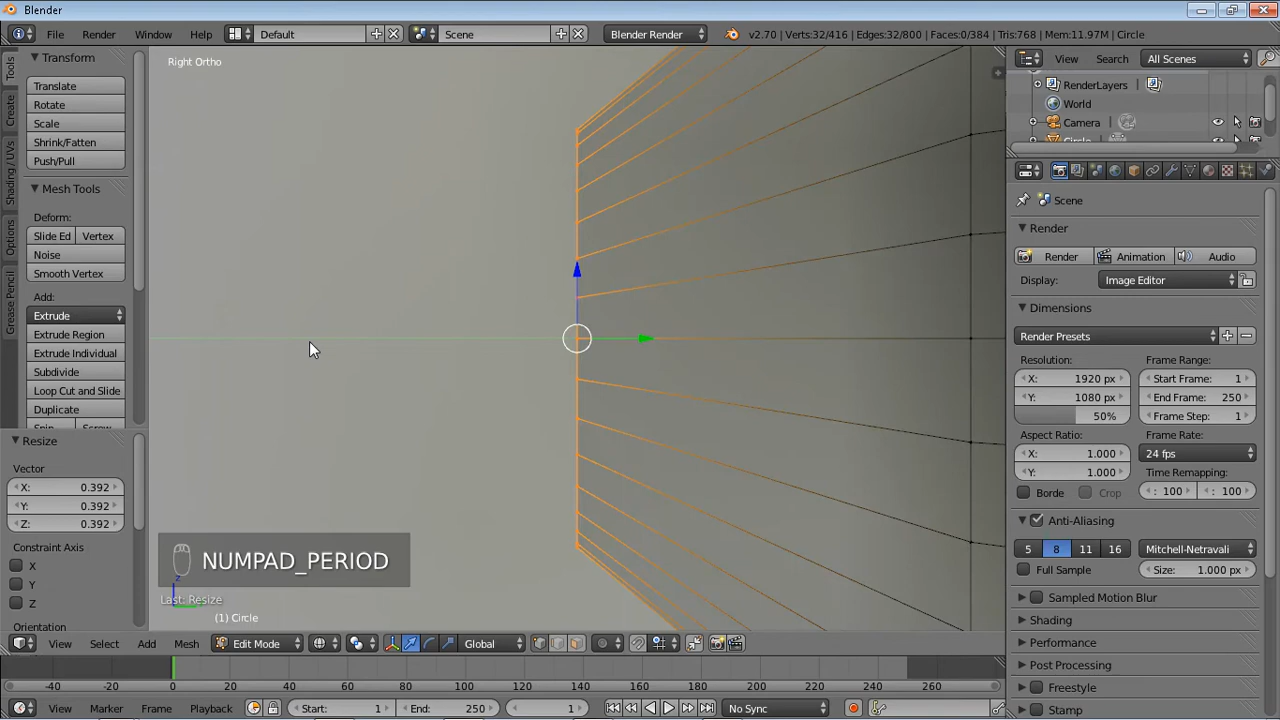 Blender
File Render Window Help Default Scene Blender Render v2.70 | Verts:32/416 | Edges:32/800 | Faces:0/384 | Tris:768 | Mem:11.97M | Circle
Tools
Create
Shading / UVs
Options
Grease Pencil
Transform
Translate
Rotate
Scale
Shrink/Fatten
Push/Pull
Mesh Tools
Deform:
Slide Ed Vertex
Noise
Smooth Vertex
Add:
Extrude
Extrude Region
Extrude Individual
Subdivide
Loop Cut and Slide
Duplicate
Spin Screw
Resize
Vector
X: 0.392
Y: 0.392
Z: 0.392
Constraint Axis
X
Y
Z
Orientation
Right Ortho
NUMPAD_PERIOD
z
Last: Resize
(1) Circle
View Select Add Mesh Edit Mode Global
-40 -20 0 20 40 60 80 100 120 140 160 180 200 220 240 260
View Marker Frame Playback Start: 1 End: 250 1 No Sync
View Search All Scenes
RenderLayers
World
Camera
Circle
Scene
Render
Render Animation Audio
Display: Image Editor
Dimensions
Render Presets
Resolution: Frame Range:
X: 1920 px Start Frame: 1
Y: 1080 px End Frame: 250
50% Frame Step: 1
Aspect Ratio: Frame Rate:
X: 1.000 24 fps
Y: 1.000 Time Remapping:
Borde Crop : 100 : 100
Anti-Aliasing
5 8 11 16 Mitchell-Netravali
Full Sample Size: 1.000 px
Sampled Motion Blur
Shading
Performance
Post Processing
Freestyle
Stamp